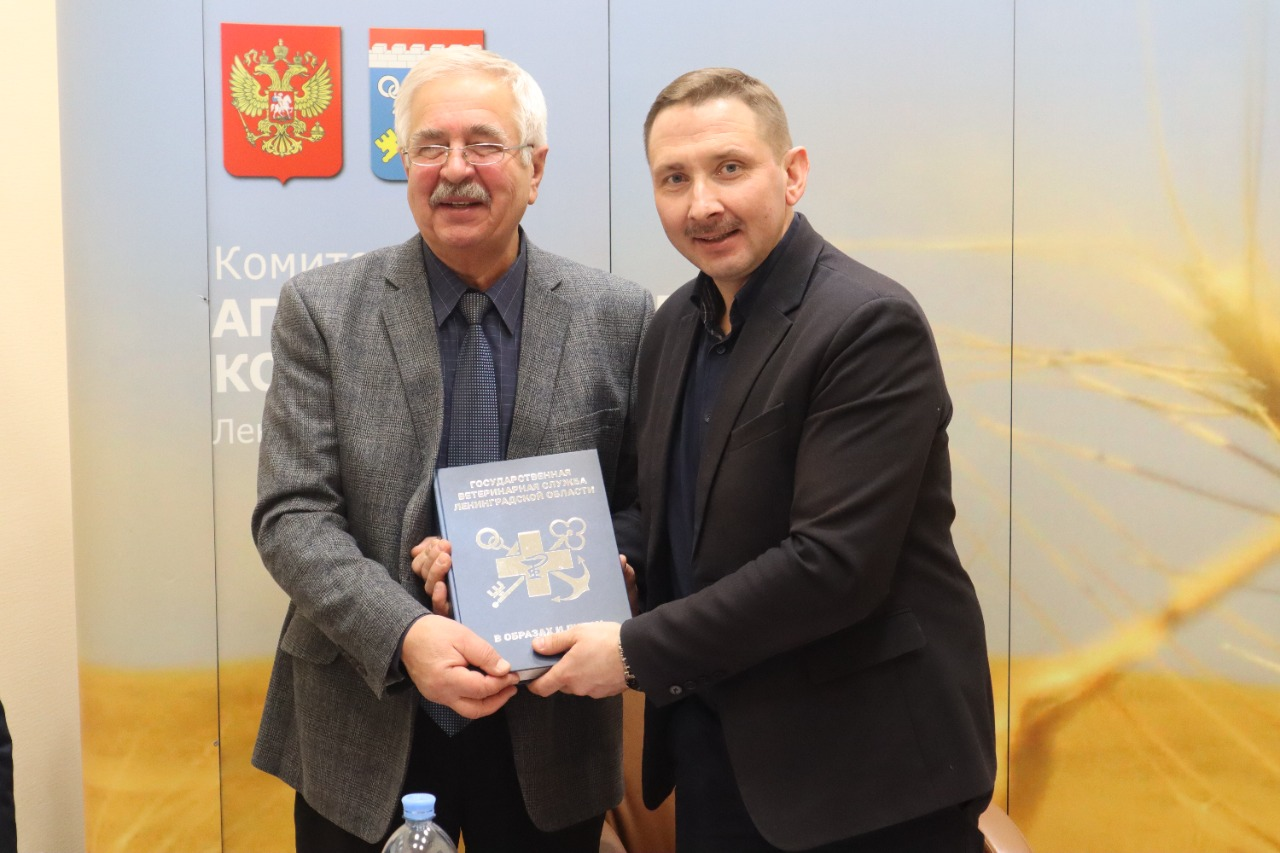 Комит
АГ
КО
Лен
ГОСУДАРСТВЕННАЯ
ВЕТЕРИНАРНАЯ СЛУЖБА
ЛЕНИНГРАДСКОЙ ОБЛАСТИ
В ОБРАЗАХ И